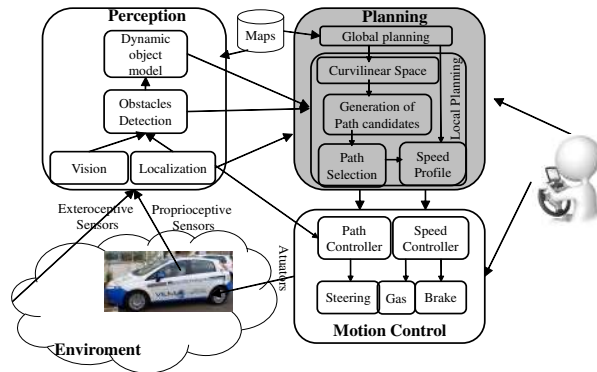 Perception
Maps
Planning
Dynamic
object
model
Global planning
Curvilinear Space
Obstacles
Detection
Generation of
Path candidates
Local Planning
Vision
Localization
Path
Selection
Speed
Profile
Exteroceptive
Sensors
Proprioceptive
Sensors
Path
Controller
Speed
Controller
Atuators
Steering
Gas
Brake
Enviroment
Motion Control